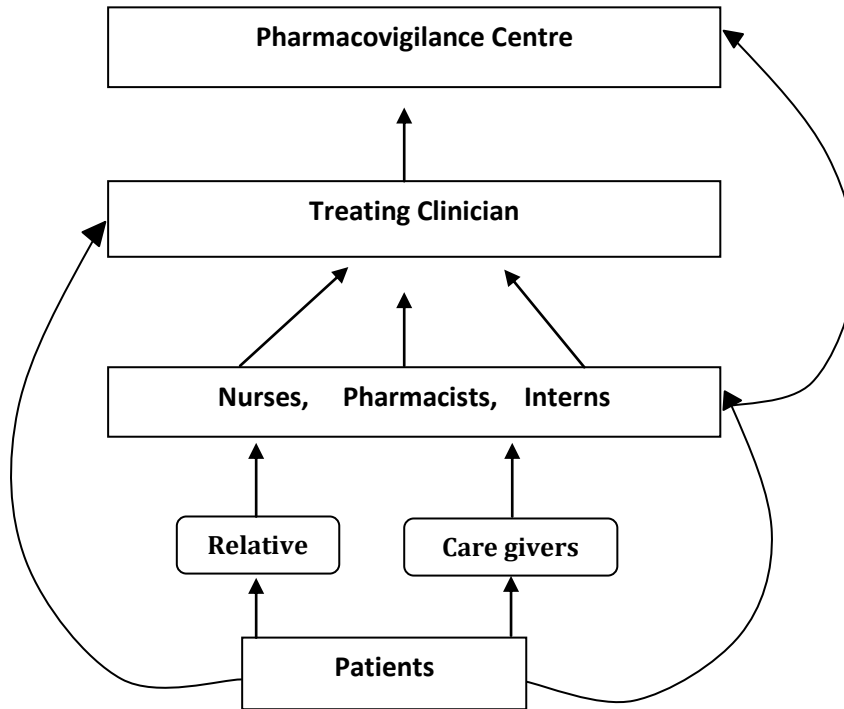 Pharmacovigilance Centre
Treating Clinician
Nurses, Pharmacists, Interns
Relative
Care givers
Patients